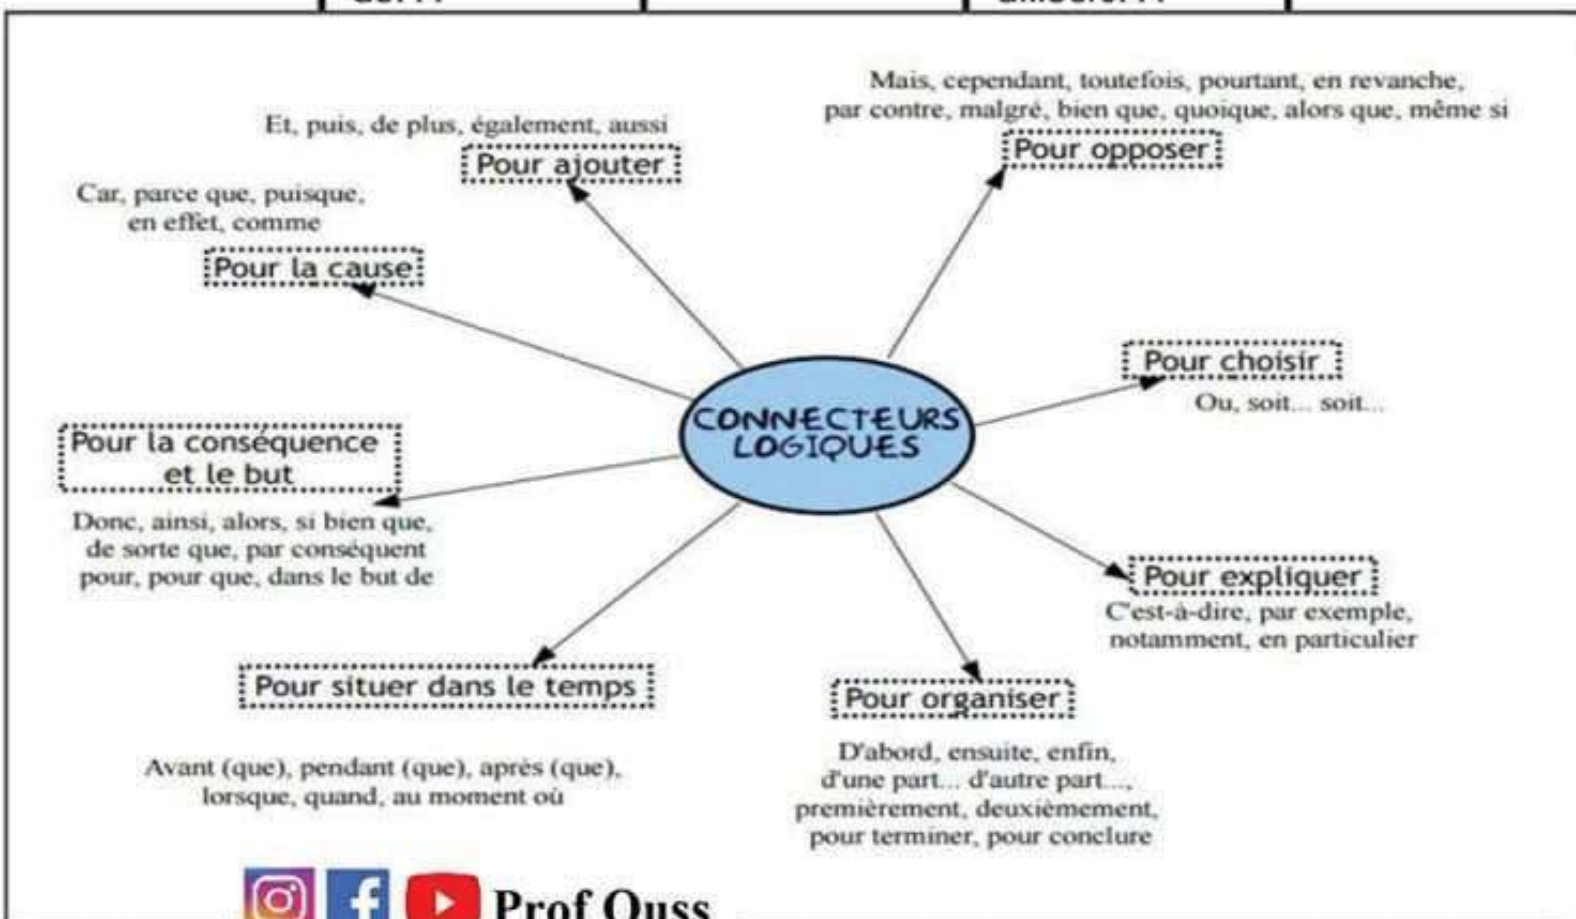 Mais, cependant, toutefois, pourtant, en revanche,
par contre, malgré, bien que, quoique, alors que, même si
Pour opposer
Et, puis, de plus, également, aussi
Pour ajouter
Car, parce que, puisque,
en effet, comme
Pour la cause
Pour choisir
Ou, soit... soit...
CONNECTEURS
LOGIQUES
Pour la conséquence
et le but
Donc, ainsi, alors, si bien que,
de sorte que, par conséquent
pour, pour que, dans le but de
Pour expliquer
C'est-à-dire, par exemple,
notamment, en particulier
Pour situer dans le temps
Avant (que), pendant (que), après (que),
lorsque, quand, au moment où
Pour organiser
D'abord, ensuite, enfin,
d'une part... d'autre part...,
premièrement, deuxièmement,
pour terminer, pour conclure
Prof Ouss